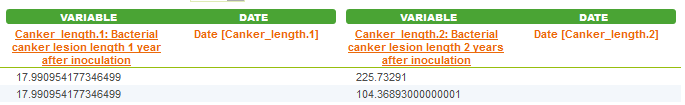 VARIABLE DATE VARIABLE DATE
Canker_length.1: Bacterial Date [Canker_length.1] Canker_length.2: Bacterial Date [Canker_length.2]
canker lesion length 1 year canker lesion length 2 years
after inoculation after inoculation
17.990954177346499 225.73291
17.990954177346499 104.36893000000001